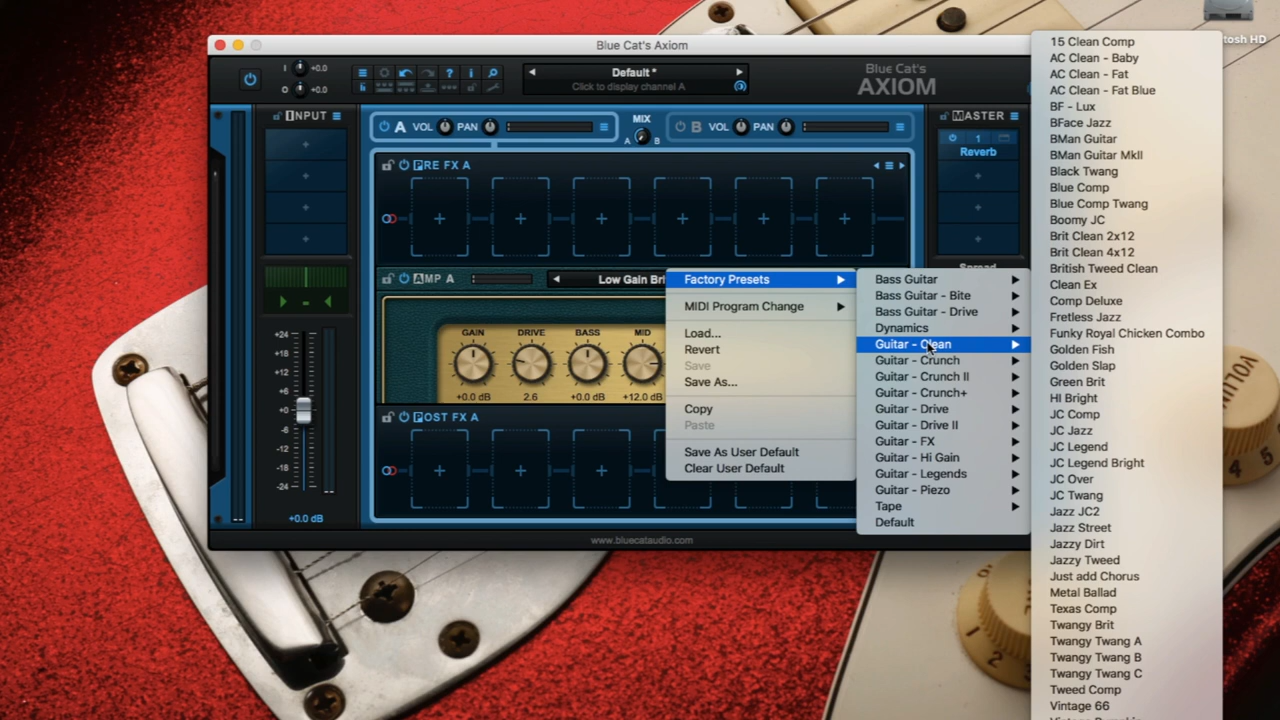 Blue Cat's Axiom
I +0.0
O +0.0
Default *
Click to display channel A
Blue Cat's
AXIOM
INPUT
A VOL PAN
MIX
A B
B VOL PAN
MASTER
1
Reverb
PRE FX A
AMP A
Low Gain Bri
Spread
GAIN DRIVE BASS MID
+0.0 dB 2.6 +0.0 dB +12.0 dB
+24
+18
+12
+6
+0
-6
-12
-18
-24
+0.0 dB
POST FX A
www.bluecataudio.com
Factory Presets
MIDI Program Change
Load...
Revert
Save
Save As...
Copy
Paste
Save As User Default
Clear User Default
Bass Guitar
Bass Guitar - Bite
Bass Guitar - Drive
Dynamics
Guitar - Clean
Guitar - Crunch
Guitar - Crunch II
Guitar - Crunch+
Guitar - Drive
Guitar - Drive II
Guitar - FX
Guitar - Hi Gain
Guitar - Legends
Guitar - Piezo
Tape
Default
15 Clean Comp
AC Clean - Baby
AC Clean - Fat
AC Clean - Fat Blue
BF - Lux
BFace Jazz
BMan Guitar
BMan Guitar MkII
Black Twang
Blue Comp
Blue Comp Twang
Boomy JC
Brit Clean 2x12
Brit Clean 4x12
British Tweed Clean
Clean Ex
Comp Deluxe
Fretless Jazz
Funky Royal Chicken Combo
Golden Fish
Golden Slap
Green Brit
HI Bright
JC Comp
JC Jazz
JC Legend
JC Legend Bright
JC Over
JC Twang
Jazz JC2
Jazz Street
Jazzy Dirt
Jazzy Tweed
Just add Chorus
Metal Ballad
Texas Comp
Twangy Brit
Twangy Twang A
Twangy Twang B
Twangy Twang C
Tweed Comp
Vintage 66
tosh HD
VOLUM
4 5
1
2